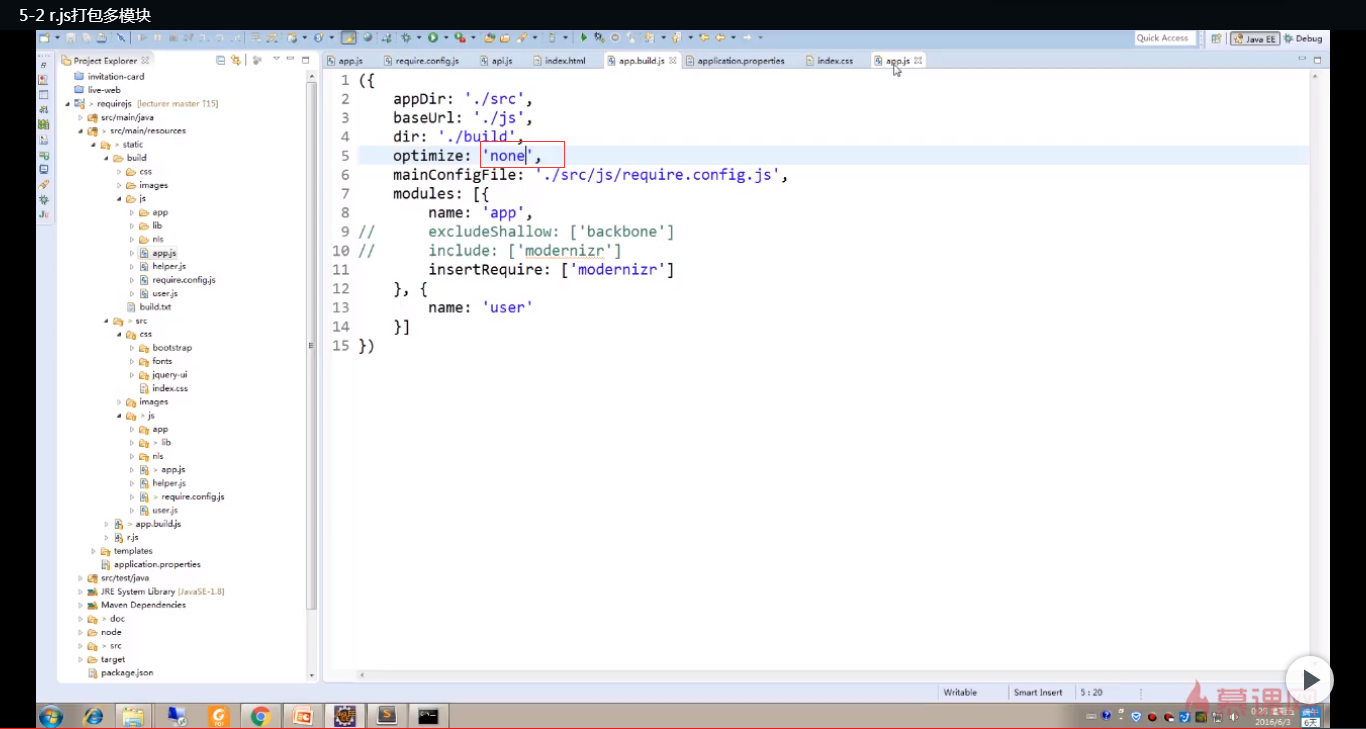 5-2 r.js打包多模块
Quick Access
Java EE
Debug
Project Explorer
app.js
require.config.js
api.js
index.html
app.build.js
application.properties
index.css
app.js
invitation-card
live-web
> requirejs [lecturer master ↑15]
> src/main/java
> src/main/resources
> static
build
css
images
js
app
lib
nls
app.js
helper.js
require.config.js
user.js
build.txt
> src
css
bootstrap
fonts
jquery-ui
index.css
images
> js
app
> lib
nls
> app.js
helper.js
> require.config.js
user.js
> app.build.js
r.js
templates
application.properties
src/test/java
JRE System Library [JavaSE-1.8]
Maven Dependencies
> doc
node
> src
target
package.json
1 ({
2 appDir: './src',
3 baseUrl: './js',
4 dir: './build',
5 optimize: 'none',
6 mainConfigFile: './src/js/require.config.js',
7 modules: [{
8 name: 'app',
9 // excludeShallow: ['backbone']
10 // include: ['modernizr']
11 insertRequire: ['modernizr']
12 }, {
13 name: 'user'
14 }]
15 })
Writable
Smart Insert
5 : 20
慕课网
2016/6/3
6天